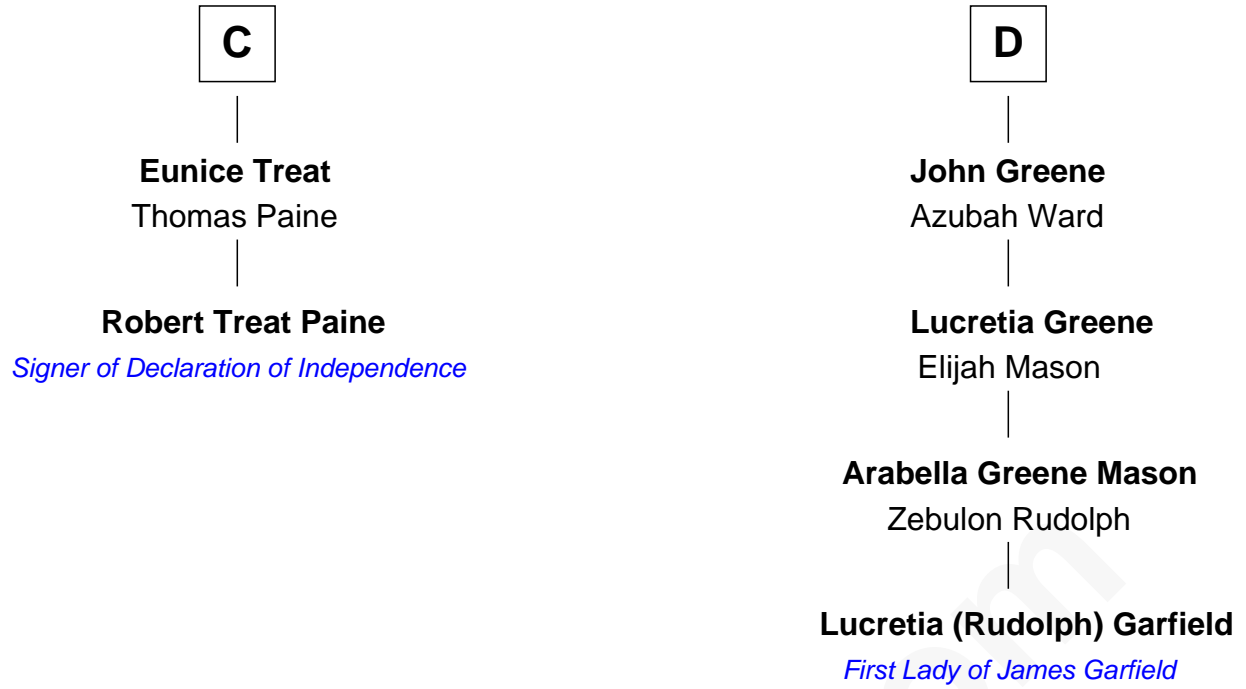 C
Eunice Treat
Thomas Paine
Robert Treat Paine
Signer of Declaration of Independence
D
John Greene
Azubah Ward
Lucretia Greene
Elijah Mason
Arabella Greene Mason
Zebulon Rudolph
Lucretia (Rudolph) Garfield
First Lady of James Garfield